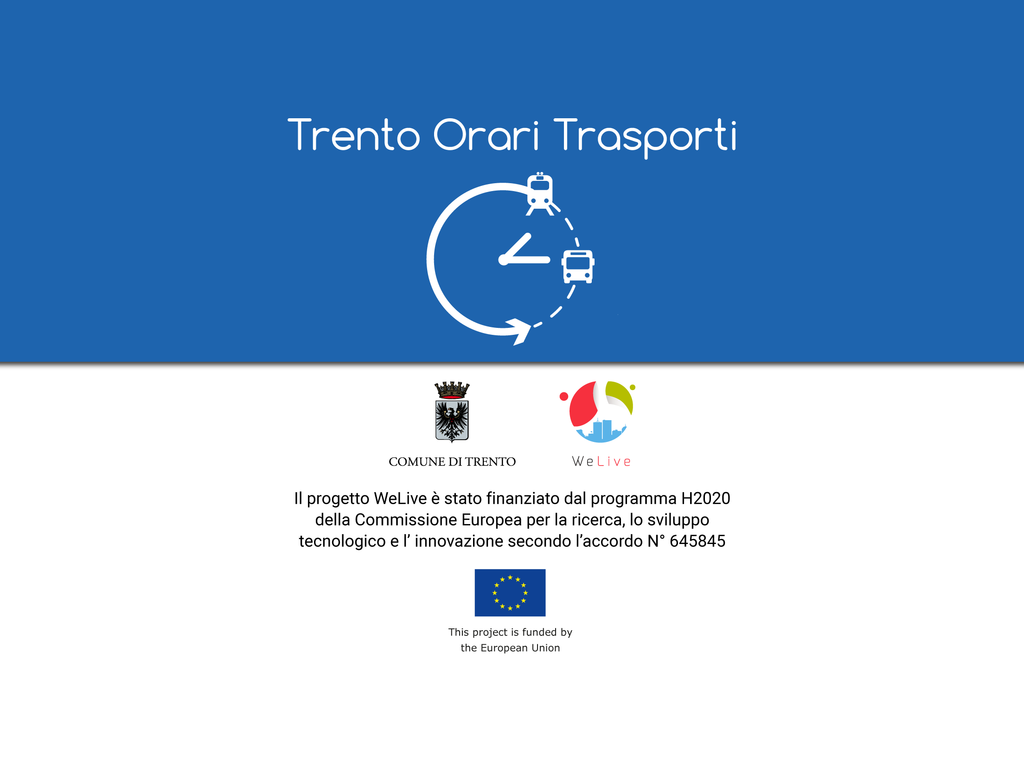 Trento Orari Trasporti
COMUNE DI TRENTO
WeLive
Il progetto WeLive è stato finanziato dal programma H2020
della Commissione Europea per la ricerca, lo sviluppo
tecnologico e l’ innovazione secondo l’accordo N° 645845
This project is funded by
the European Union